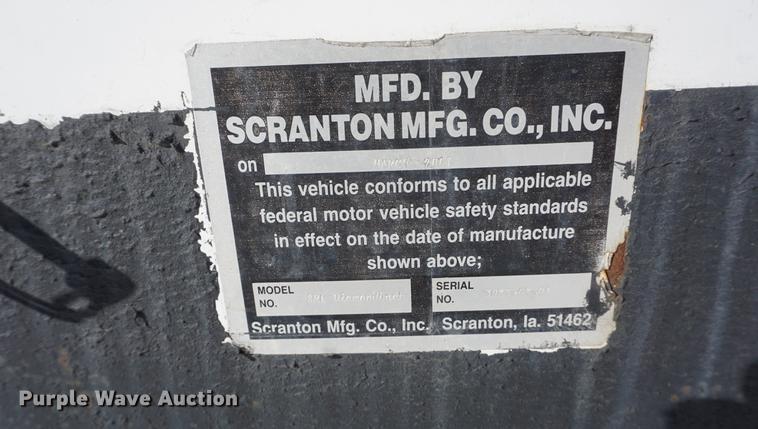 MFD. BY
SCRANTON MFG. CO., INC.
on
This vehicle conforms to all applicable
federal motor vehicle safety standards
in effect on the date of manufacture
shown above;
MODEL
NO.
SERIAL
NO.
Scranton Mfg. Co., Inc. Scranton, Ia. 51462
Purple Wave Auction